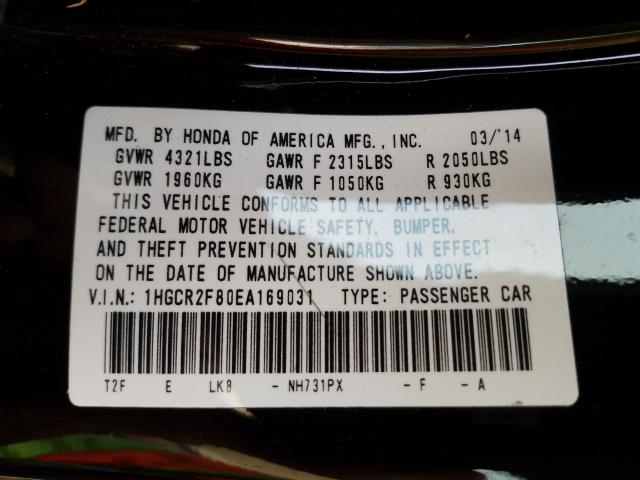 MFD. BY HONDA OF AMERICA MFG., INC. 03/'14
GVWR 4321LBS GAWR F 2315LBS R 2050LBS
GVWR 1960KG GAWR F 1050KG R 930KG
THIS VEHICLE CONFORMS TO ALL APPLICABLE
FEDERAL MOTOR VEHICLE SAFETY, BUMPER,
AND THEFT PREVENTION STANDARDS IN EFFECT
ON THE DATE OF MANUFACTURE SHOWN ABOVE.
V.I.N.: 1HGCR2F80EA169031 TYPE: PASSENGER CAR
T2F E LK8 - NH731PX - F - A